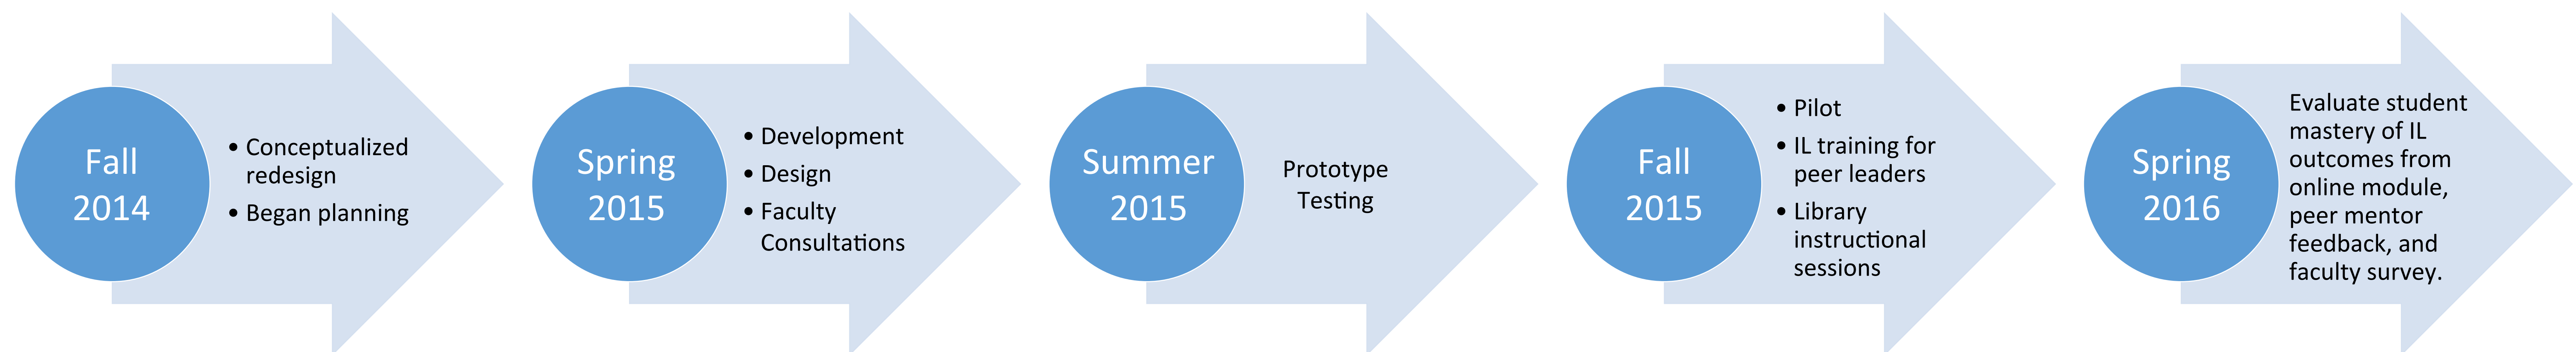 Fall
2014
• Conceptualized
redesign
• Began planning
Spring
2015
• Development
• Design
• Faculty
Consultations
Summer
2015
Prototype
Testing
Fall
2015
• Pilot
• IL training for
peer leaders
• Library
instructional
sessions
Spring
2016
Evaluate student
mastery of IL
outcomes from
online module,
peer mentor
feedback, and
faculty survey.